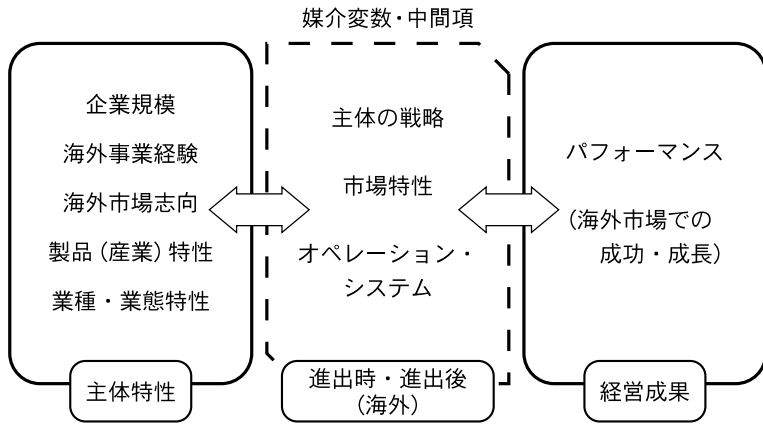 媒介変数・中間項
企業規模
海外事業経験
海外市場志向
製品（産業）特性
業種・業態特性
主体特性
主体の戦略
市場特性
オペレーション・
システム
進出時・進出後
（海外）
パフォーマンス
（海外市場での
成功・成長）
経営成果